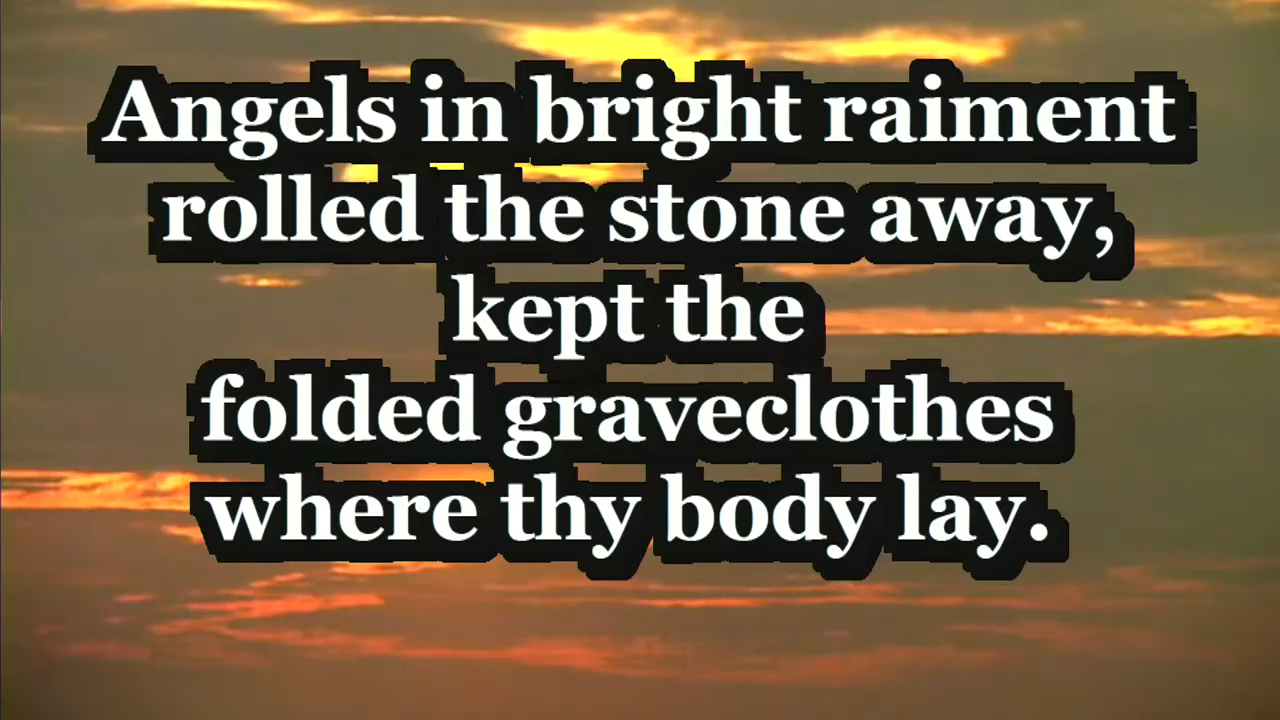 Angels in bright raiment
rolled the stone away,
kept the
folded graveclothes
where thy body lay.